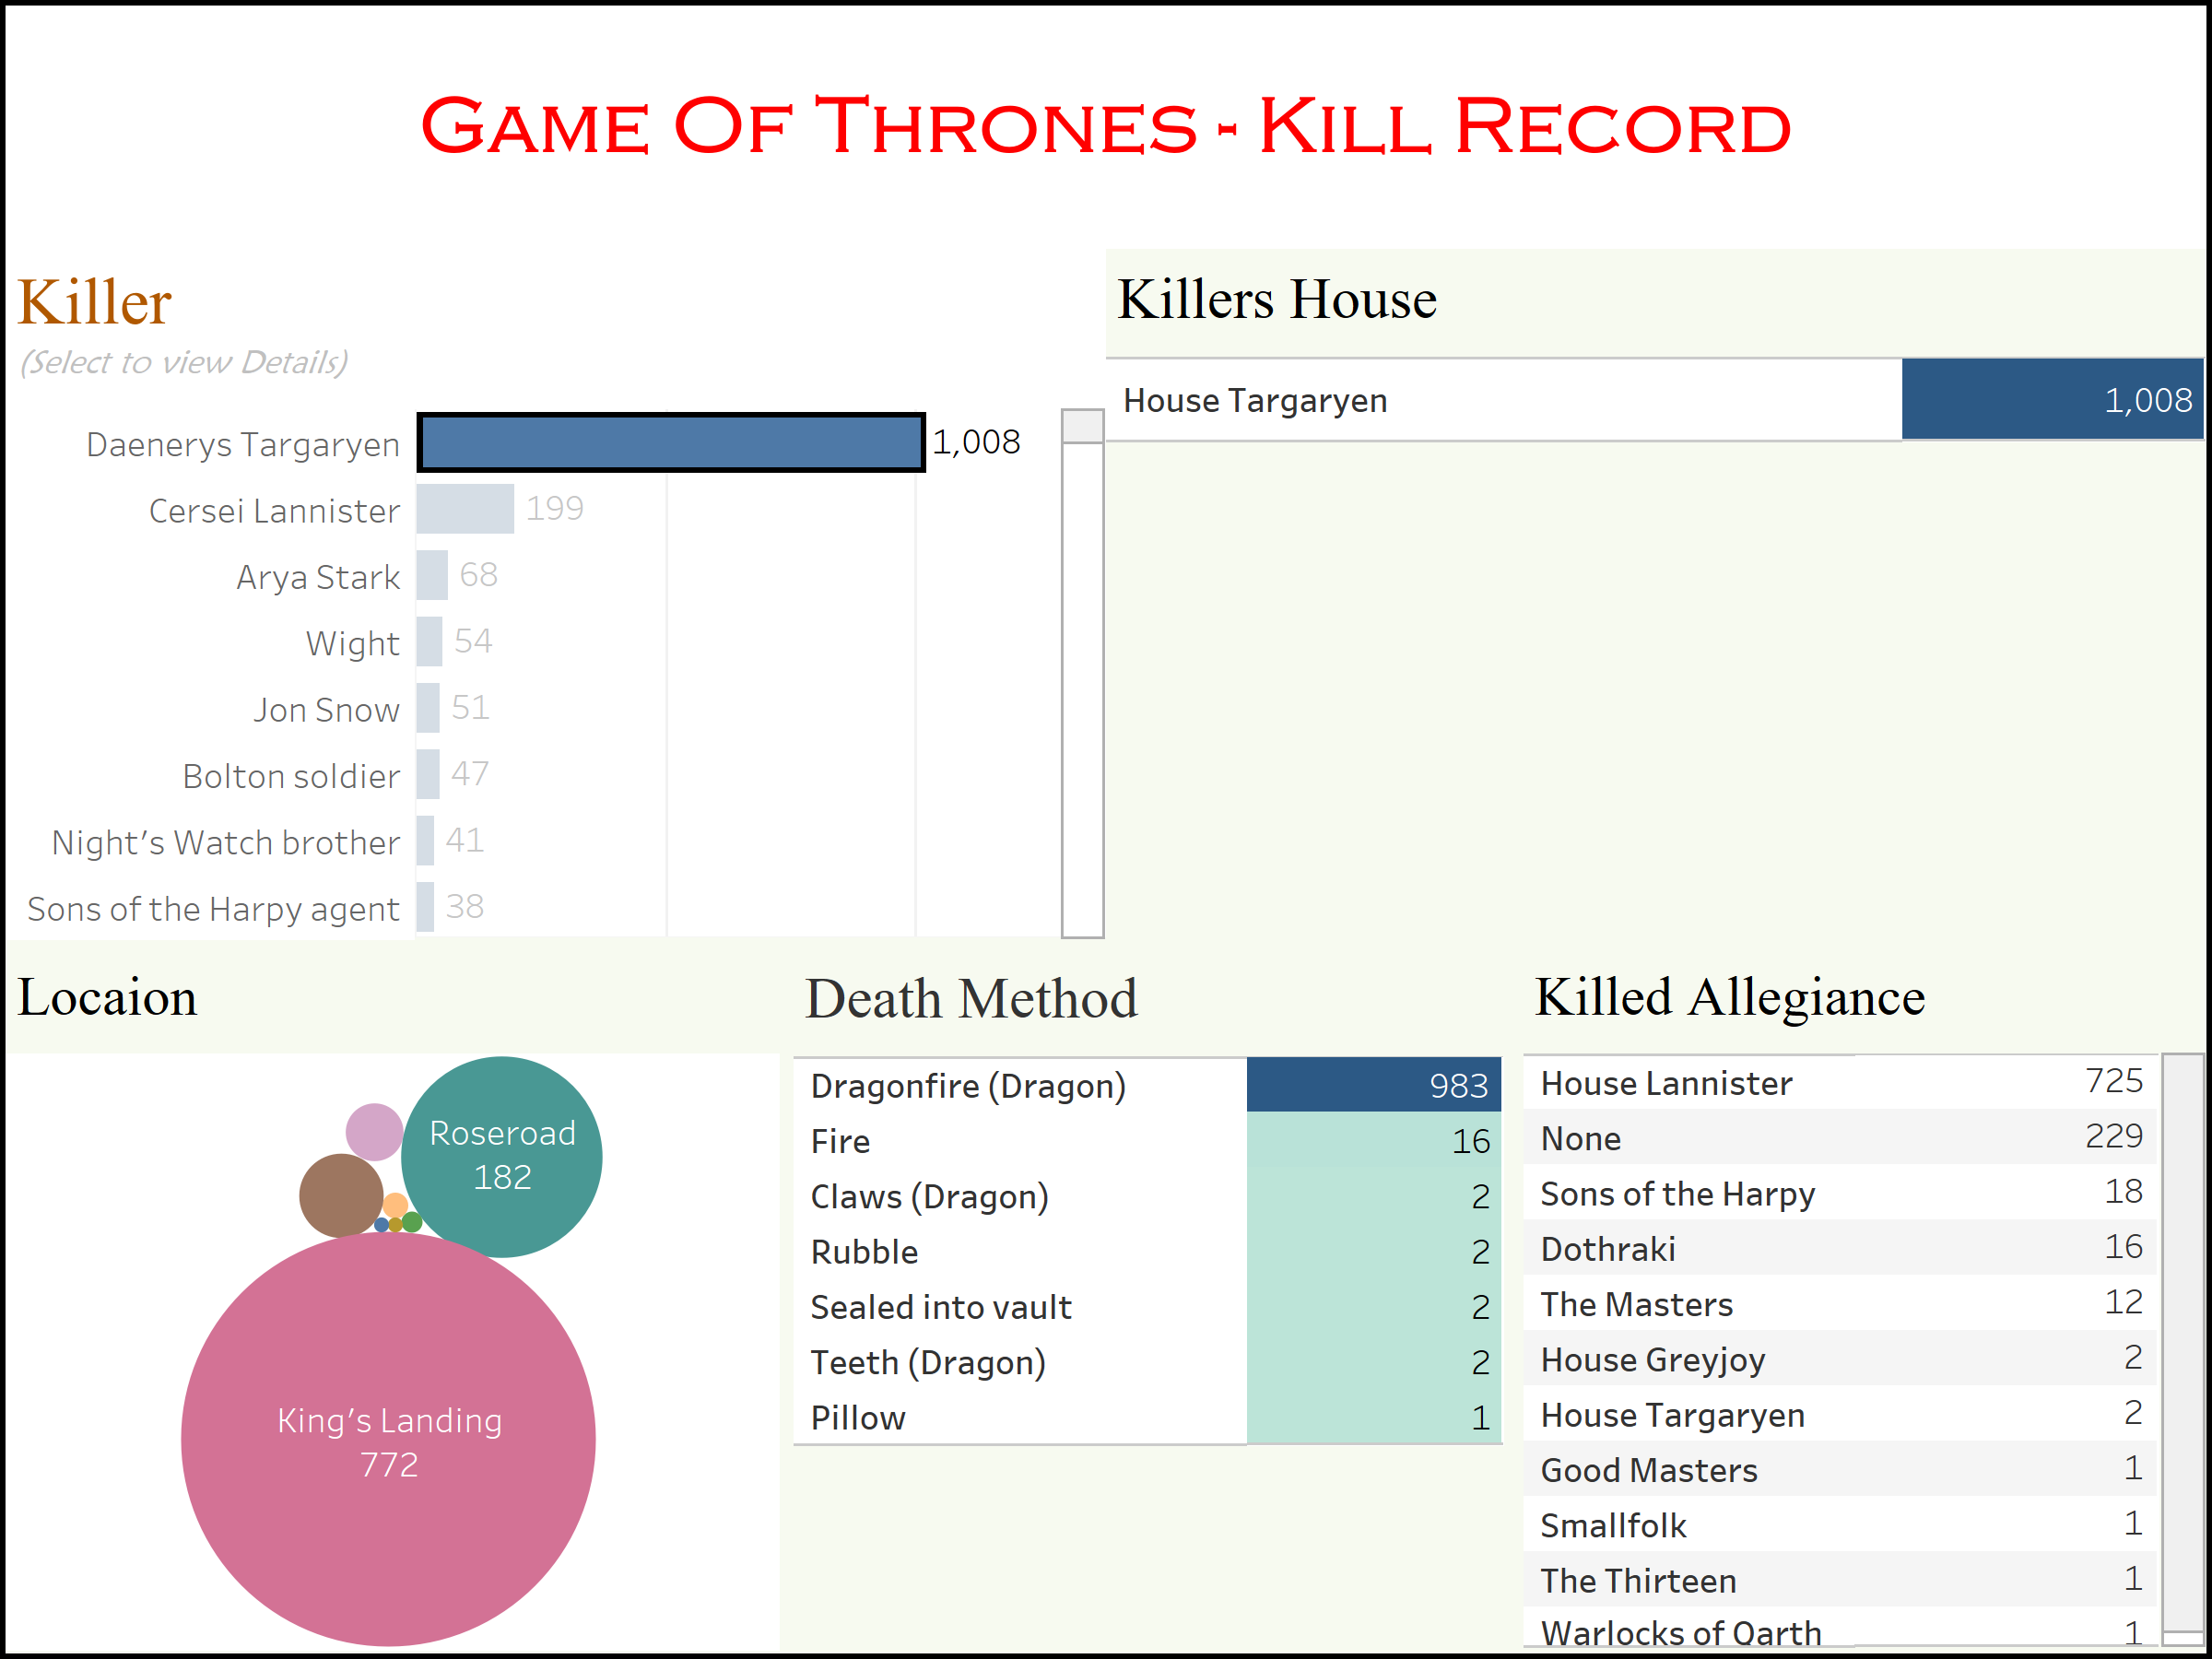 GAME OF THRONES - KILL RECORD
Killer
(Select to view Details)
Daenerys Targaryen 1,008
Cersei Lannister 199
Arya Stark 68
Wight 54
Jon Snow 51
Bolton soldier 47
Night's Watch brother 41
Sons of the Harpy agent 38
Killers House
House Targaryen 1,008
Locaion
Roseroad
182
King's Landing
772
Death Method
Dragonfire (Dragon) 983
Fire 16
Claws (Dragon) 2
Rubble 2
Sealed into vault 2
Teeth (Dragon) 2
Pillow 1
Killed Allegiance
House Lannister 725
None 229
Sons of the Harpy 18
Dothraki 16
The Masters 12
House Greyjoy 2
House Targaryen 2
Good Masters 1
Smallfolk 1
The Thirteen 1
Warlocks of Qarth 1